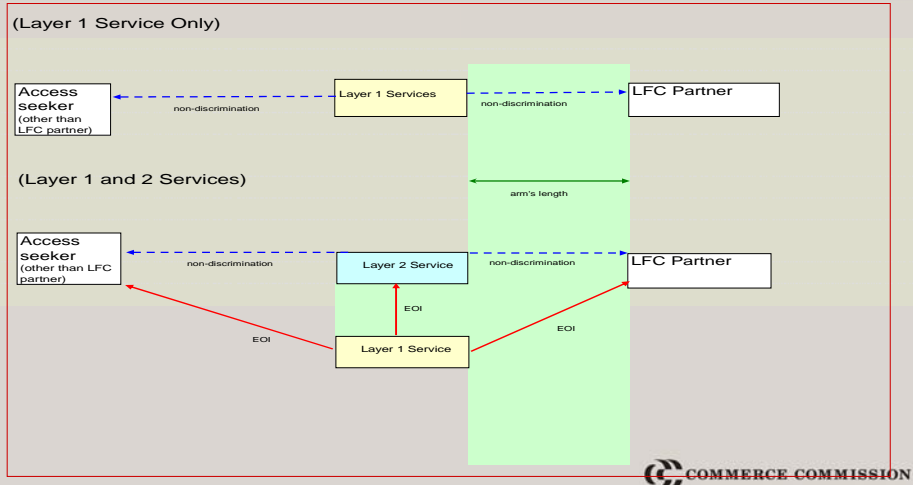 (Layer 1 Service Only)
Access
seeker
(other than
LFC partner)
non-discrimination
Layer 1 Services
non-discrimination
LFC Partner
(Layer 1 and 2 Services)
arm's length
Access
seeker
(other than LFC
partner)
non-discrimination
Layer 2 Service
non-discrimination
LFC Partner
EOI
EOI
EOI
Layer 1 Service
COMMERCE COMMISSION